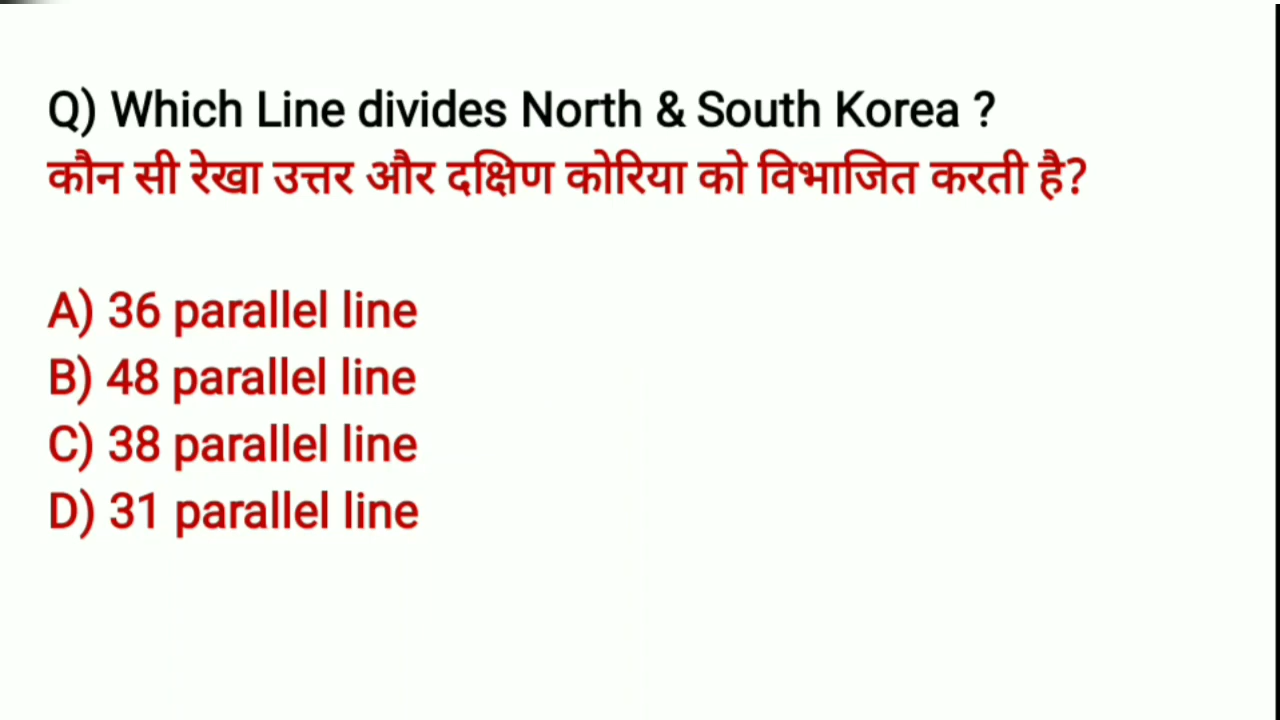 Q) Which Line divides North & South Korea ?
कौन सी रेखा उत्तर और दक्षिण कोरिया को विभाजित करती है?
A) 36 parallel line
B) 48 parallel line
C) 38 parallel line
D) 31 parallel line